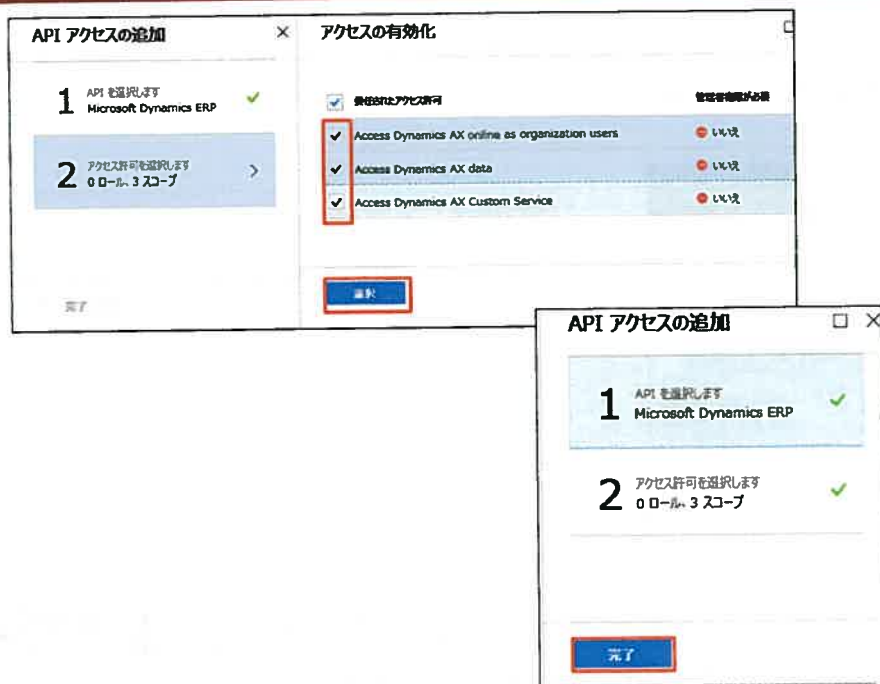 API アクセスの追加
1 API を選択します
Microsoft Dynamics ERP
2 アクセス許可を選択します
0 ロール、3 スコープ
完了
アクセスの有効化
委任されたアクセス許可 管理者権限が必要
Access Dynamics AX online as organization users いいえ
Access Dynamics AX data いいえ
Access Dynamics AX Custom Service いいえ
選択
API アクセスの追加
1 API を選択します
Microsoft Dynamics ERP
2 アクセス許可を選択します
0 ロール、3 スコープ
完了